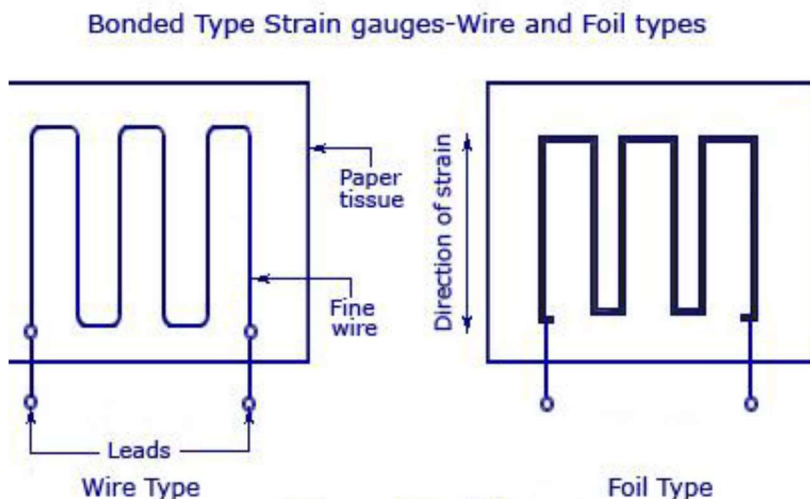 Bonded Type Strain gauges-Wire and Foil types
Paper
tissue
Fine
wire
Leads
Wire Type
Direction of strain
Foil Type